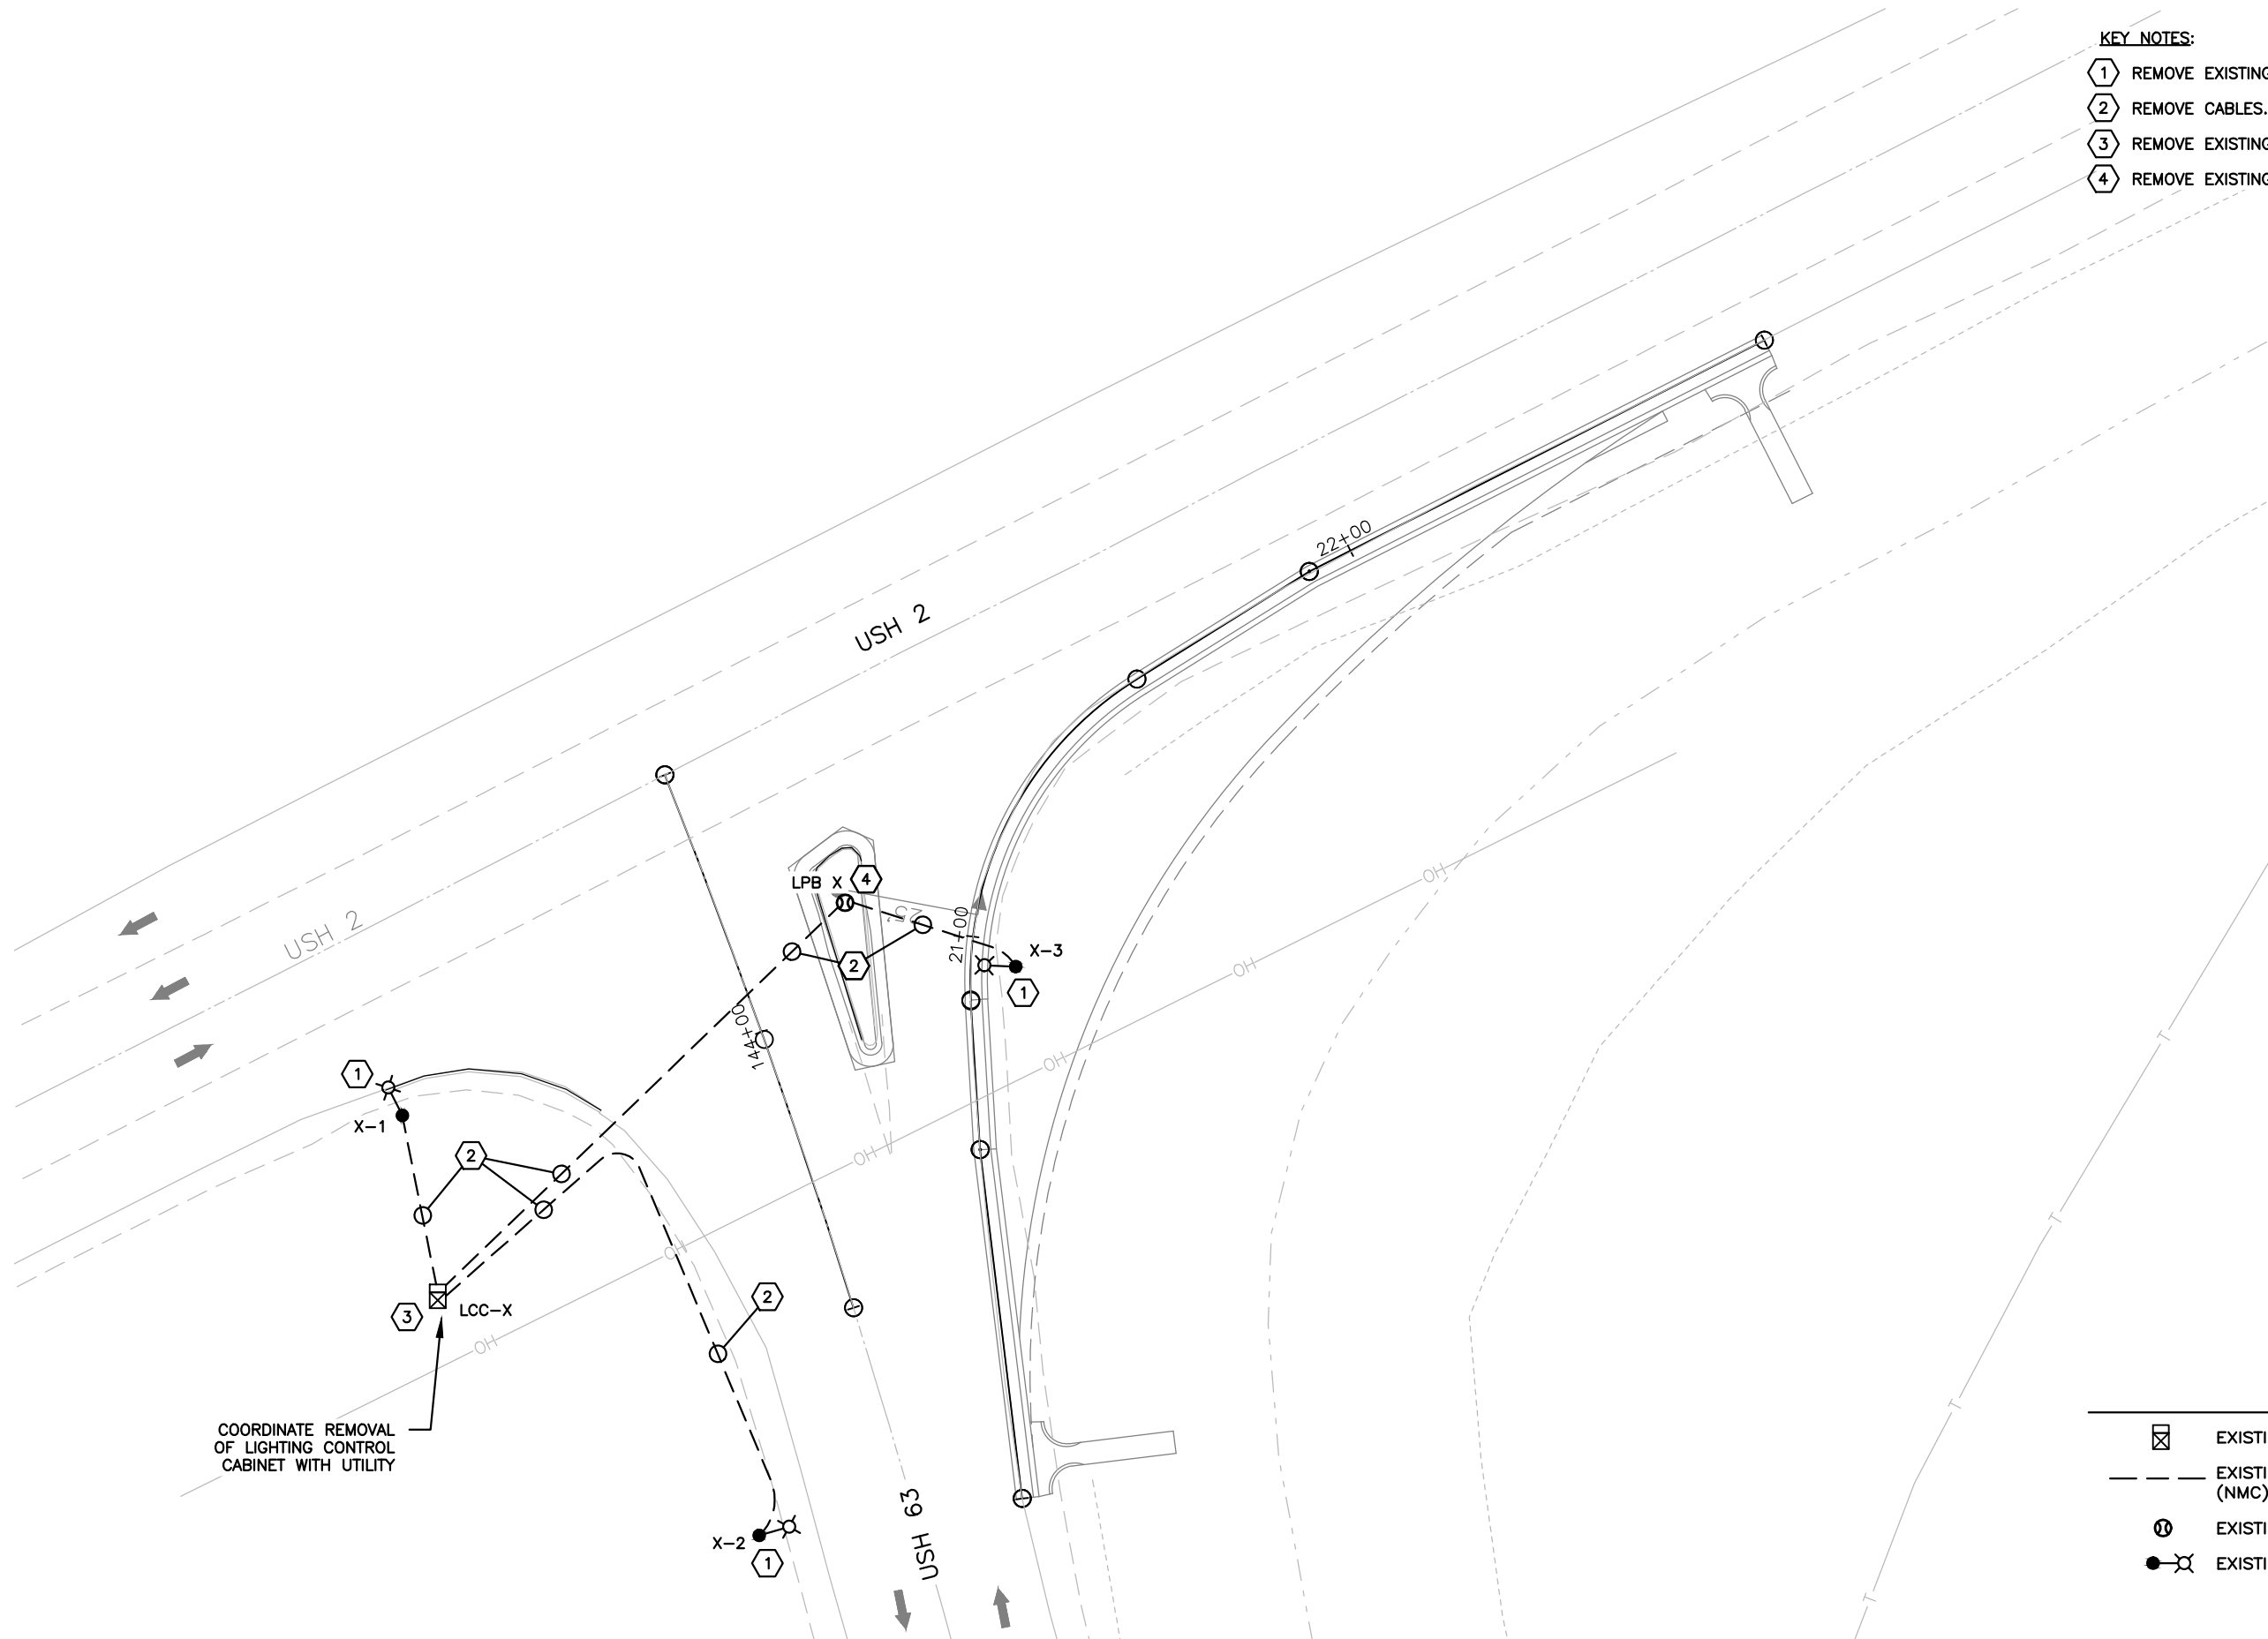 KEY NOTES:
1 REMOVE EXISTING
2 REMOVE CABLES.
3 REMOVE EXISTING
4 REMOVE EXISTING
22+00
USH 2
LPB X
4
25'
USH 2
21+00
X-3
2
1
144+00
OH
OH
OH
OH
OH
OH
1
X-1
2
LCC-X
3
2
COORDINATE REMOVAL
OF LIGHTING CONTROL
CABINET WITH UTILITY
USH 63
X-2
1
T
T
T
T
EXISTI
EXISTI
(NMC)
EXISTI
EXISTI